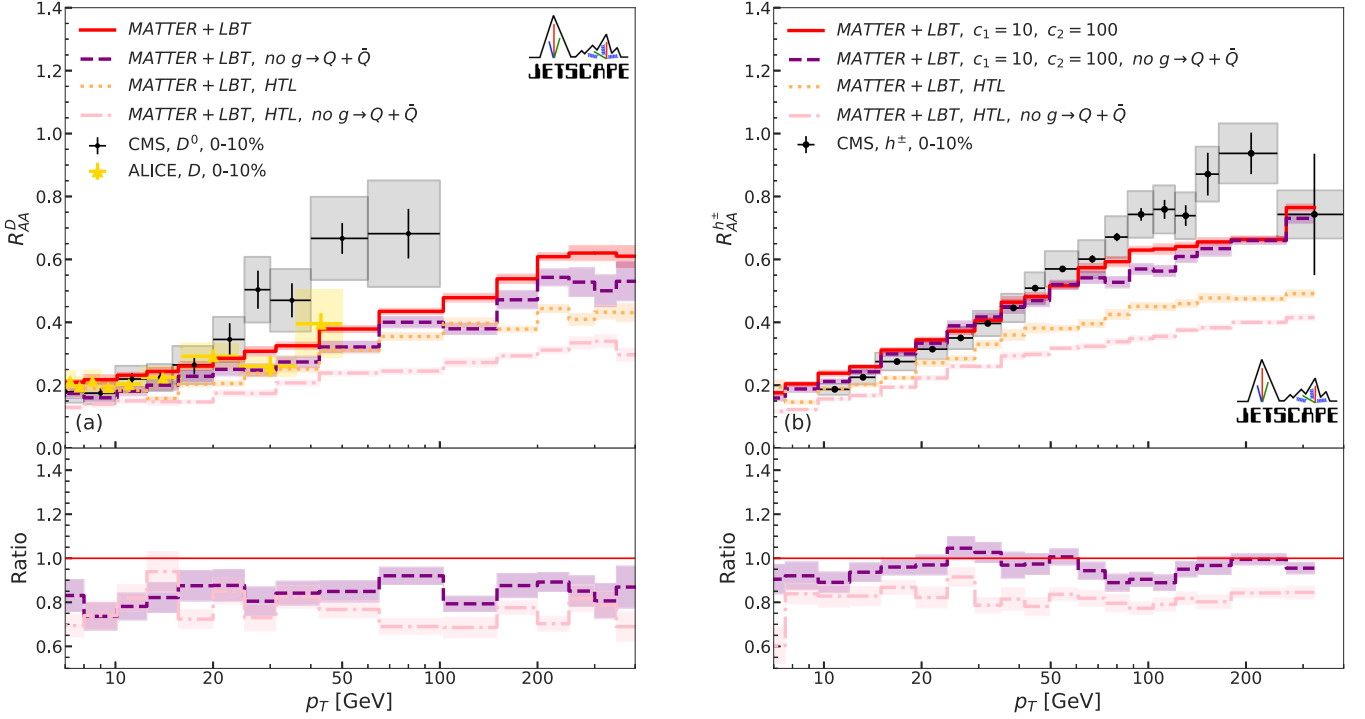 MATTER + LBT
MATTER + LBT, no g → Q + Q̄
MATTER + LBT, HTL
MATTER + LBT, HTL, no g → Q + Q̄
CMS, D⁰, 0-10%
ALICE, D, 0-10%
JETSCAPE
1.4
1.2
1.0
0.8
0.6
0.4
0.2
0.0
R_AA^D
(a)
1.4
1.2
1.0
0.8
0.6
Ratio
10 20 50 100 200
p_T [GeV]
MATTER + LBT, c₁ = 10, c₂ = 100
MATTER + LBT, c₁ = 10, c₂ = 100, no g → Q + Q̄
MATTER + LBT, HTL
MATTER + LBT, HTL, no g → Q + Q̄
CMS, h±, 0-10%
1.4
1.2
1.0
0.8
0.6
0.4
0.2
0.0
R_AA^h±
(b)
JETSCAPE
1.4
1.2
1.0
0.8
0.6
Ratio
10 20 50 100 200
p_T [GeV]